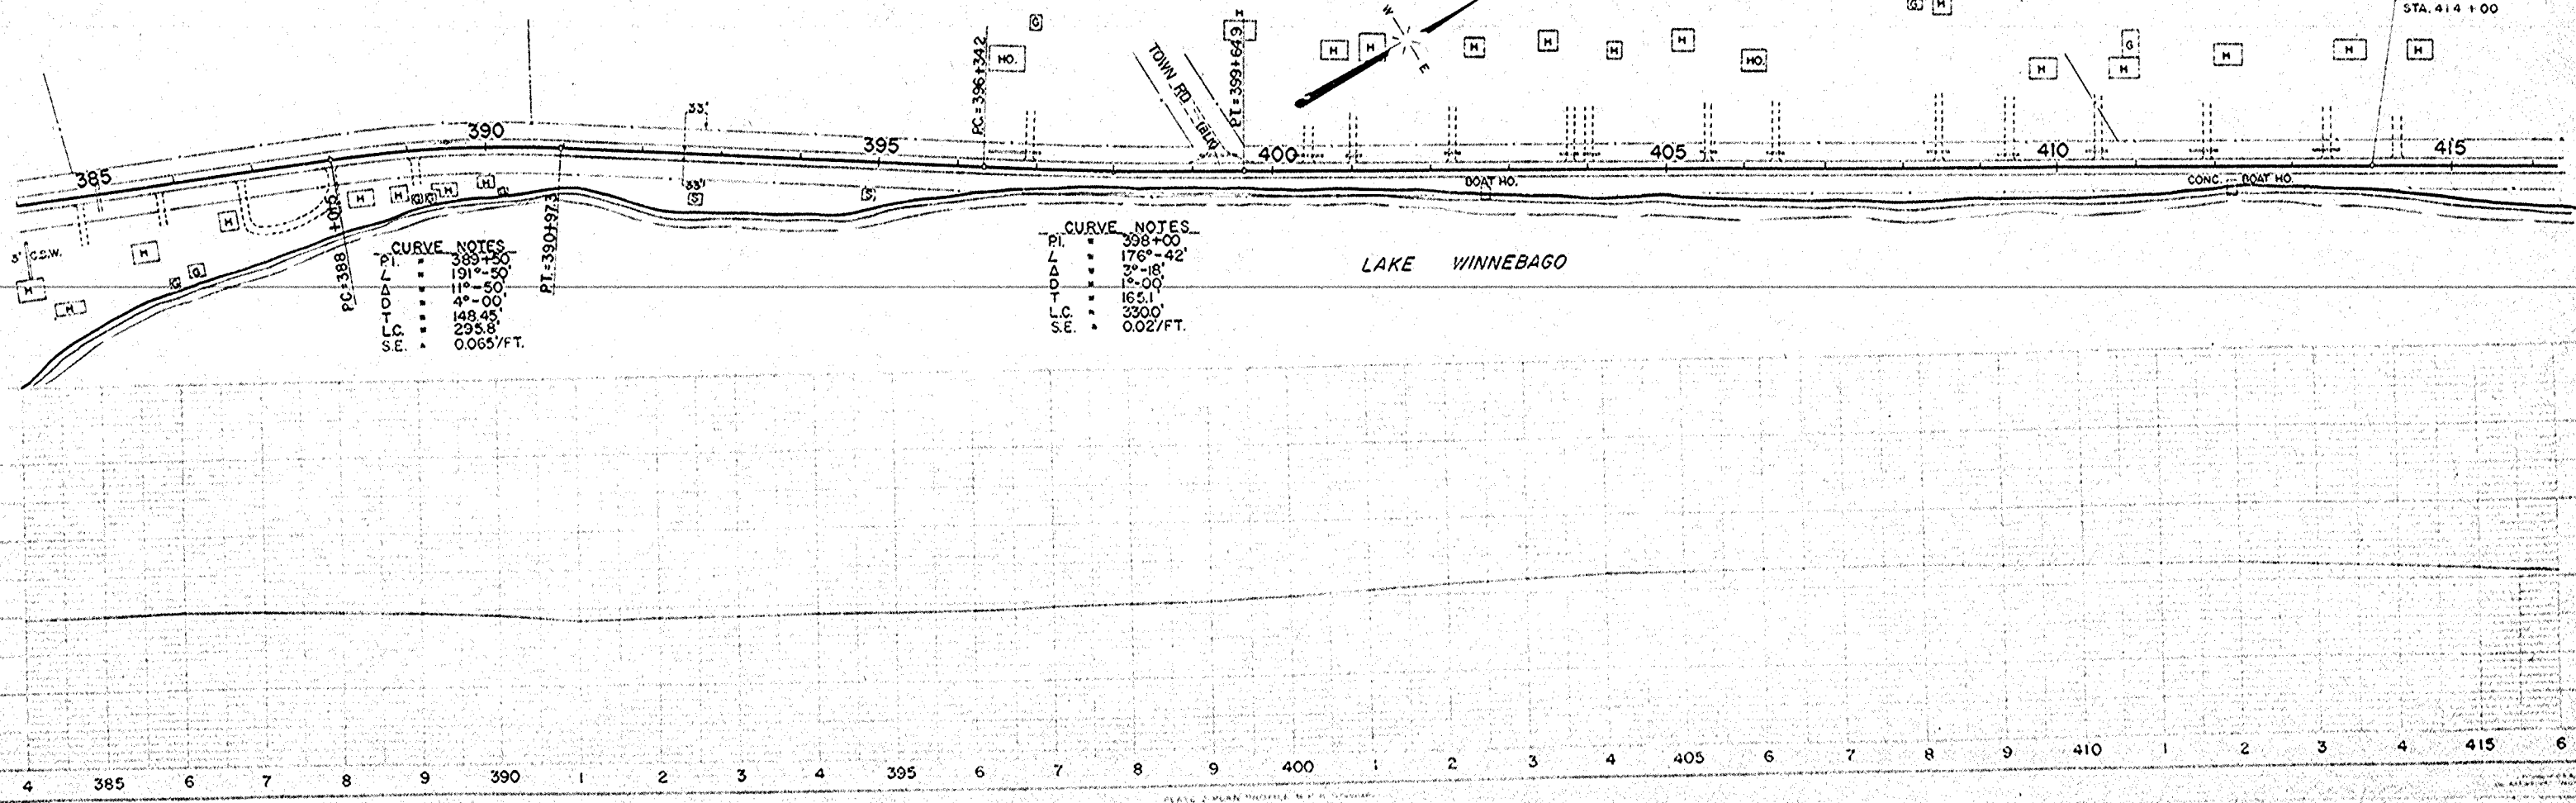 STA. 414+00
G
H
H
G
HO.
H
H
H
H
H
H
H
HO.
H
G
H
H
H
H
W
E
TOWN RD.
(BLK)
P.C.=396+34.2
P.T.=399+64.9
33'
33'
385
390
395
400
405
410
415
BOAT HO.
CONC.
BOAT HO.
S
S
H
H
H
G
G
H
H
G
H
H
G
G
H
H
5' C.S.W.
P.C.=388+01.5
P.T.=390+97.3
CURVE NOTES
P.I. = 389+50'
∠ = 191°-50'
Δ = 11°-50'
D = 4°-00'
T = 148.45'
L.C. = 295.8'
S.E. = 0.065'/FT.
CURVE NOTES
P.I. = 398+00
∠ = 176°-42'
Δ = 3°-18'
D = 1°-00'
T = 165.1'
L.C. = 330.0'
S.E. = 0.02'/FT.
LAKE WINNEBAGO
4 385 6 7 8 9 390 1 2 3 4 395 6 7 8 9 400 1 2 3 4 405 6 7 8 9 410 1 2 3 4 415 6